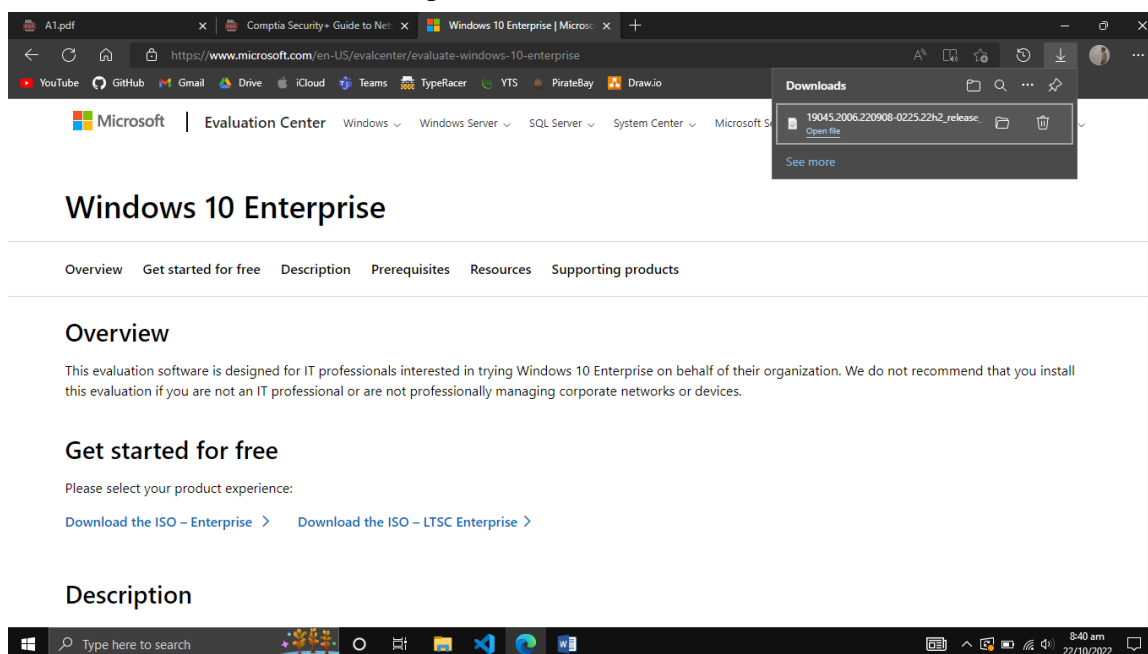 A1.pdf
Comptia Security+ Guide to Net
Windows 10 Enterprise | Microso
https://www.microsoft.com/en-US/evalcenter/evaluate-windows-10-enterprise
YouTube GitHub Gmail Drive iCloud Teams TypeRacer YTS PirateBay Draw.io
Downloads
19045.2006.220908-0225.22h2_release_
Open file
See more
Microsoft Evaluation Center Windows Windows Server SQL Server System Center Microsoft S
Windows 10 Enterprise
Overview Get started for free Description Prerequisites Resources Supporting products
Overview
This evaluation software is designed for IT professionals interested in trying Windows 10 Enterprise on behalf of their organization. We do not recommend that you install
this evaluation if you are not an IT professional or are not professionally managing corporate networks or devices.
Get started for free
Please select your product experience:
Download the ISO – Enterprise Download the ISO – LTSC Enterprise
Description
Type here to search
8:40 am
22/10/2022